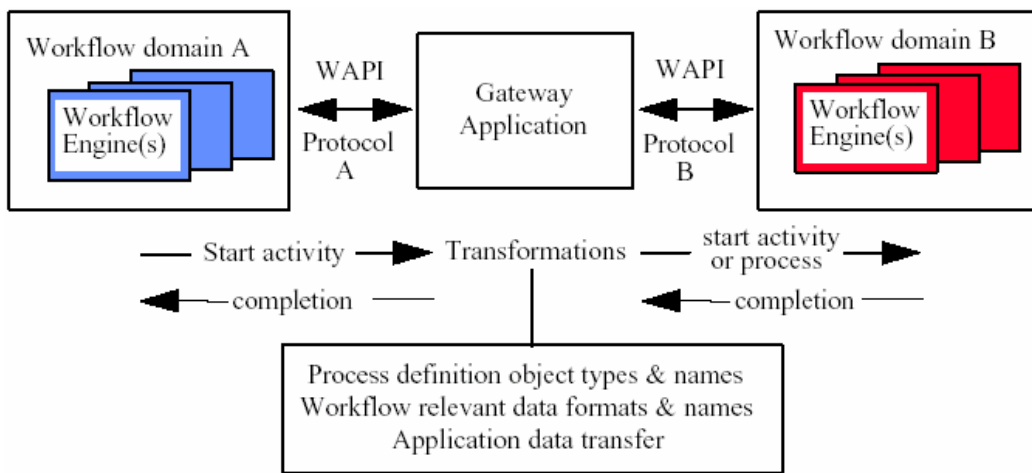 Workflow domain A
Workflow
Engine(s)
WAPI
Protocol
A
Gateway
Application
WAPI
Protocol
B
Workflow domain B
Workflow
Engine(s)
Start activity
Transformations
start activity
or process
completion
completion
Process definition object types & names
Workflow relevant data formats & names
Application data transfer